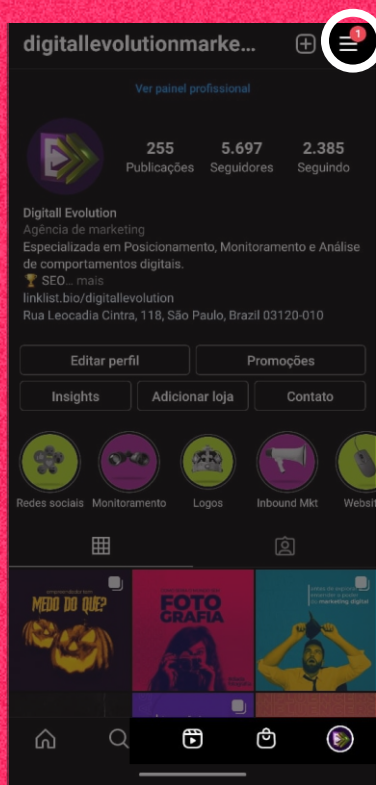 digitallevolutionmarke...
1
Ver painel profissional
255
Publicações
5.697
Seguidores
2.385
Seguindo
Digitall Evolution
Agência de marketing
Especializada em Posicionamento, Monitoramento e Análise
de comportamentos digitais.
🏆 SEO... mais
linklist.bio/digitallevolution
Rua Leocadia Cintra, 118, São Paulo, Brazil 03120-010
Editar perfil
Promoções
Insights
Adicionar loja
Contato
Redes sociais
Monitoramento
Logos
Inbound Mkt
Websit
MEDO DO QUE?
FOTO
GRAFIA
marketing digital